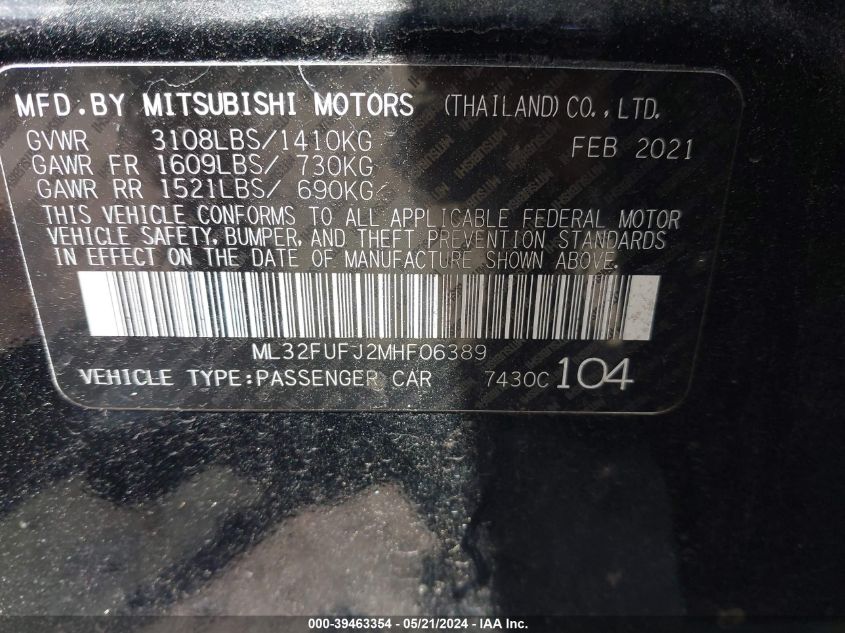 MFD.BY MITSUBISHI MOTORS (THAILAND) CO., LTD.
GVWR 3108LBS/1410KG FEB 2021
GAWR FR 1609LBS/ 730KG
GAWR RR 1521LBS/ 690KG
THIS VEHICLE CONFORMS TO ALL APPLICABLE FEDERAL MOTOR
VEHICLE SAFETY, BUMPER, AND THEFT PREVENTION STANDARDS
IN EFFECT ON THE DATE OF MANUFACTURE SHOWN ABOVE.
ML32FUFJ2MHF06389
VEHICLE TYPE:PASSENGER CAR 7430C 104
000-39463354 - 05/21/2024 - IAA Inc.